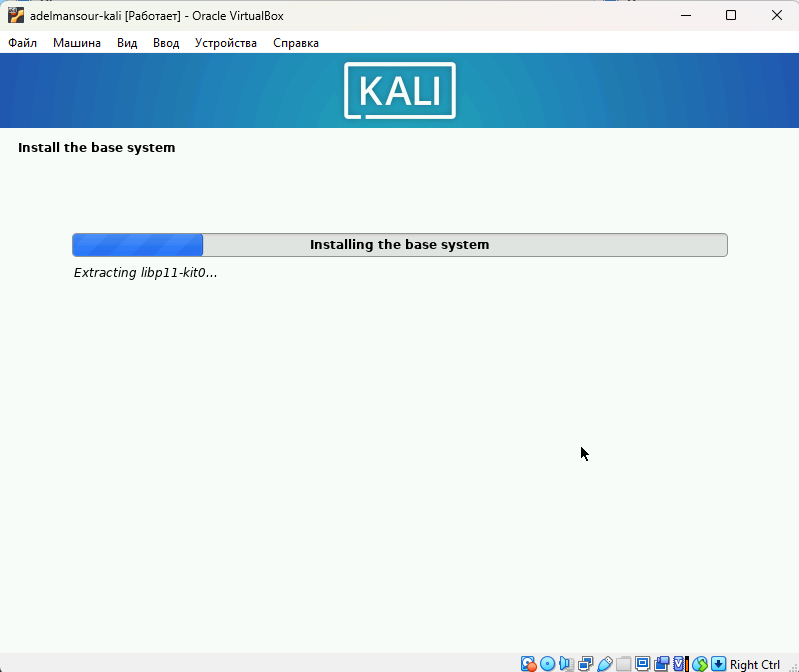 adelmansour-kali [Работает] - Oracle VirtualBox
Файл Машина Вид Ввод Устройства Справка
KALI
Install the base system
Installing the base system
Extracting libp11-kit0...
Right Ctrl